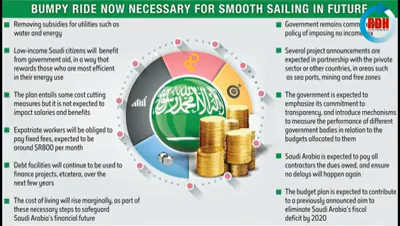 BUMPY RIDE NOW NECESSARY FOR SMOOTH SAILING IN FUTURE
RDN
Removing subsidies for utilities such as
water and energy
Low-income Saudi citizens will benefit
from government aid, in a way
that rewards those who are most efficient
in their energy use
The plan entails some cost cutting
measures but it is not expected to
impact salaries and benefits
Expatriate workers will be obliged to
pay fixed fees, expected to be
around SR800 per month
Debt facilities will continue to be used to
finance projects, etcetera, over the
next few years
The cost of living will rise marginally, as part of
these necessary steps to safeguard
Saudi Arabia's financial future
Government remains comm
policy of imposing no income
Several project announcements are
expected in partnership with the private
sector or other countries, in areas such
as sea ports, mining and free zones
The government is expected to
emphasize its commitment to
transparency, and introduce mechanisms
to measure the performance of different
government bodies in relation to the
budgets allocated to them
Saudi Arabia is expected to pay all
contractors the dues owed, and ensure
no delays will happen again
The budget plan is expected to contribute
to a previously announced aim to
eliminate Saudi Arabia's fiscal
deficit by 2020